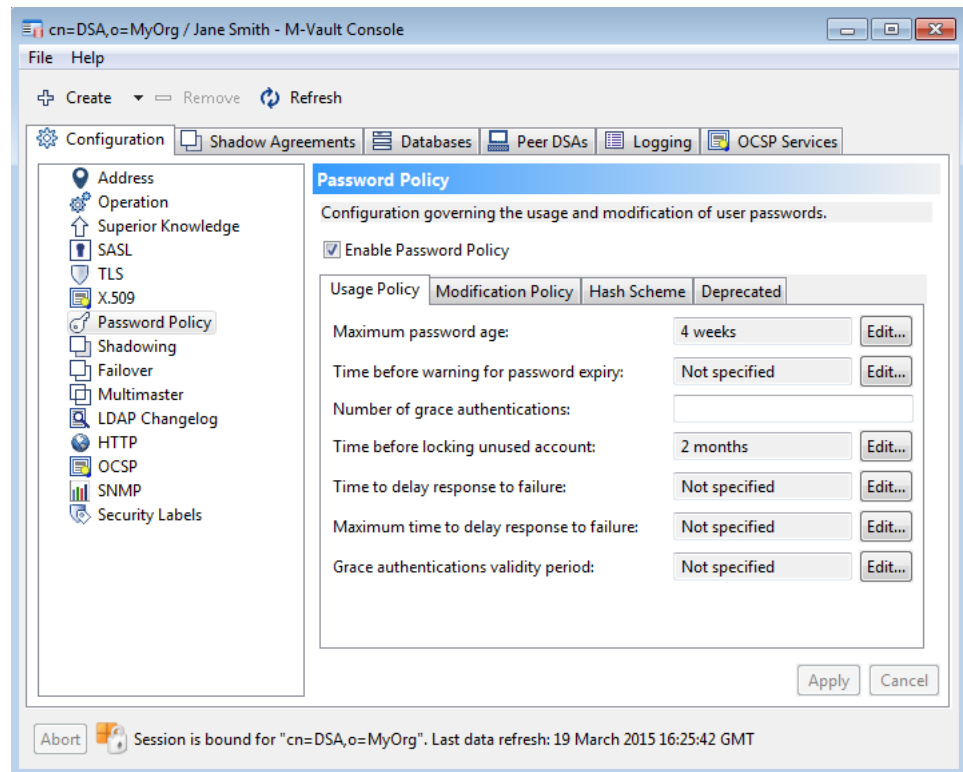 cn=DSA,o=MyOrg / Jane Smith - M-Vault Console
File Help
Create Remove Refresh
Configuration Shadow Agreements Databases Peer DSAs Logging OCSP Services
Address
Operation
Superior Knowledge
SASL
TLS
X.509
Password Policy
Shadowing
Failover
Multimaster
LDAP Changelog
HTTP
OCSP
SNMP
Security Labels
Password Policy
Configuration governing the usage and modification of user passwords.
Enable Password Policy
Usage Policy Modification Policy Hash Scheme Deprecated
Maximum password age: 4 weeks Edit...
Time before warning for password expiry: Not specified Edit...
Number of grace authentications:
Time before locking unused account: 2 months Edit...
Time to delay response to failure: Not specified Edit...
Maximum time to delay response to failure: Not specified Edit...
Grace authentications validity period: Not specified Edit...
Apply Cancel
Abort Session is bound for "cn=DSA,o=MyOrg". Last data refresh: 19 March 2015 16:25:42 GMT